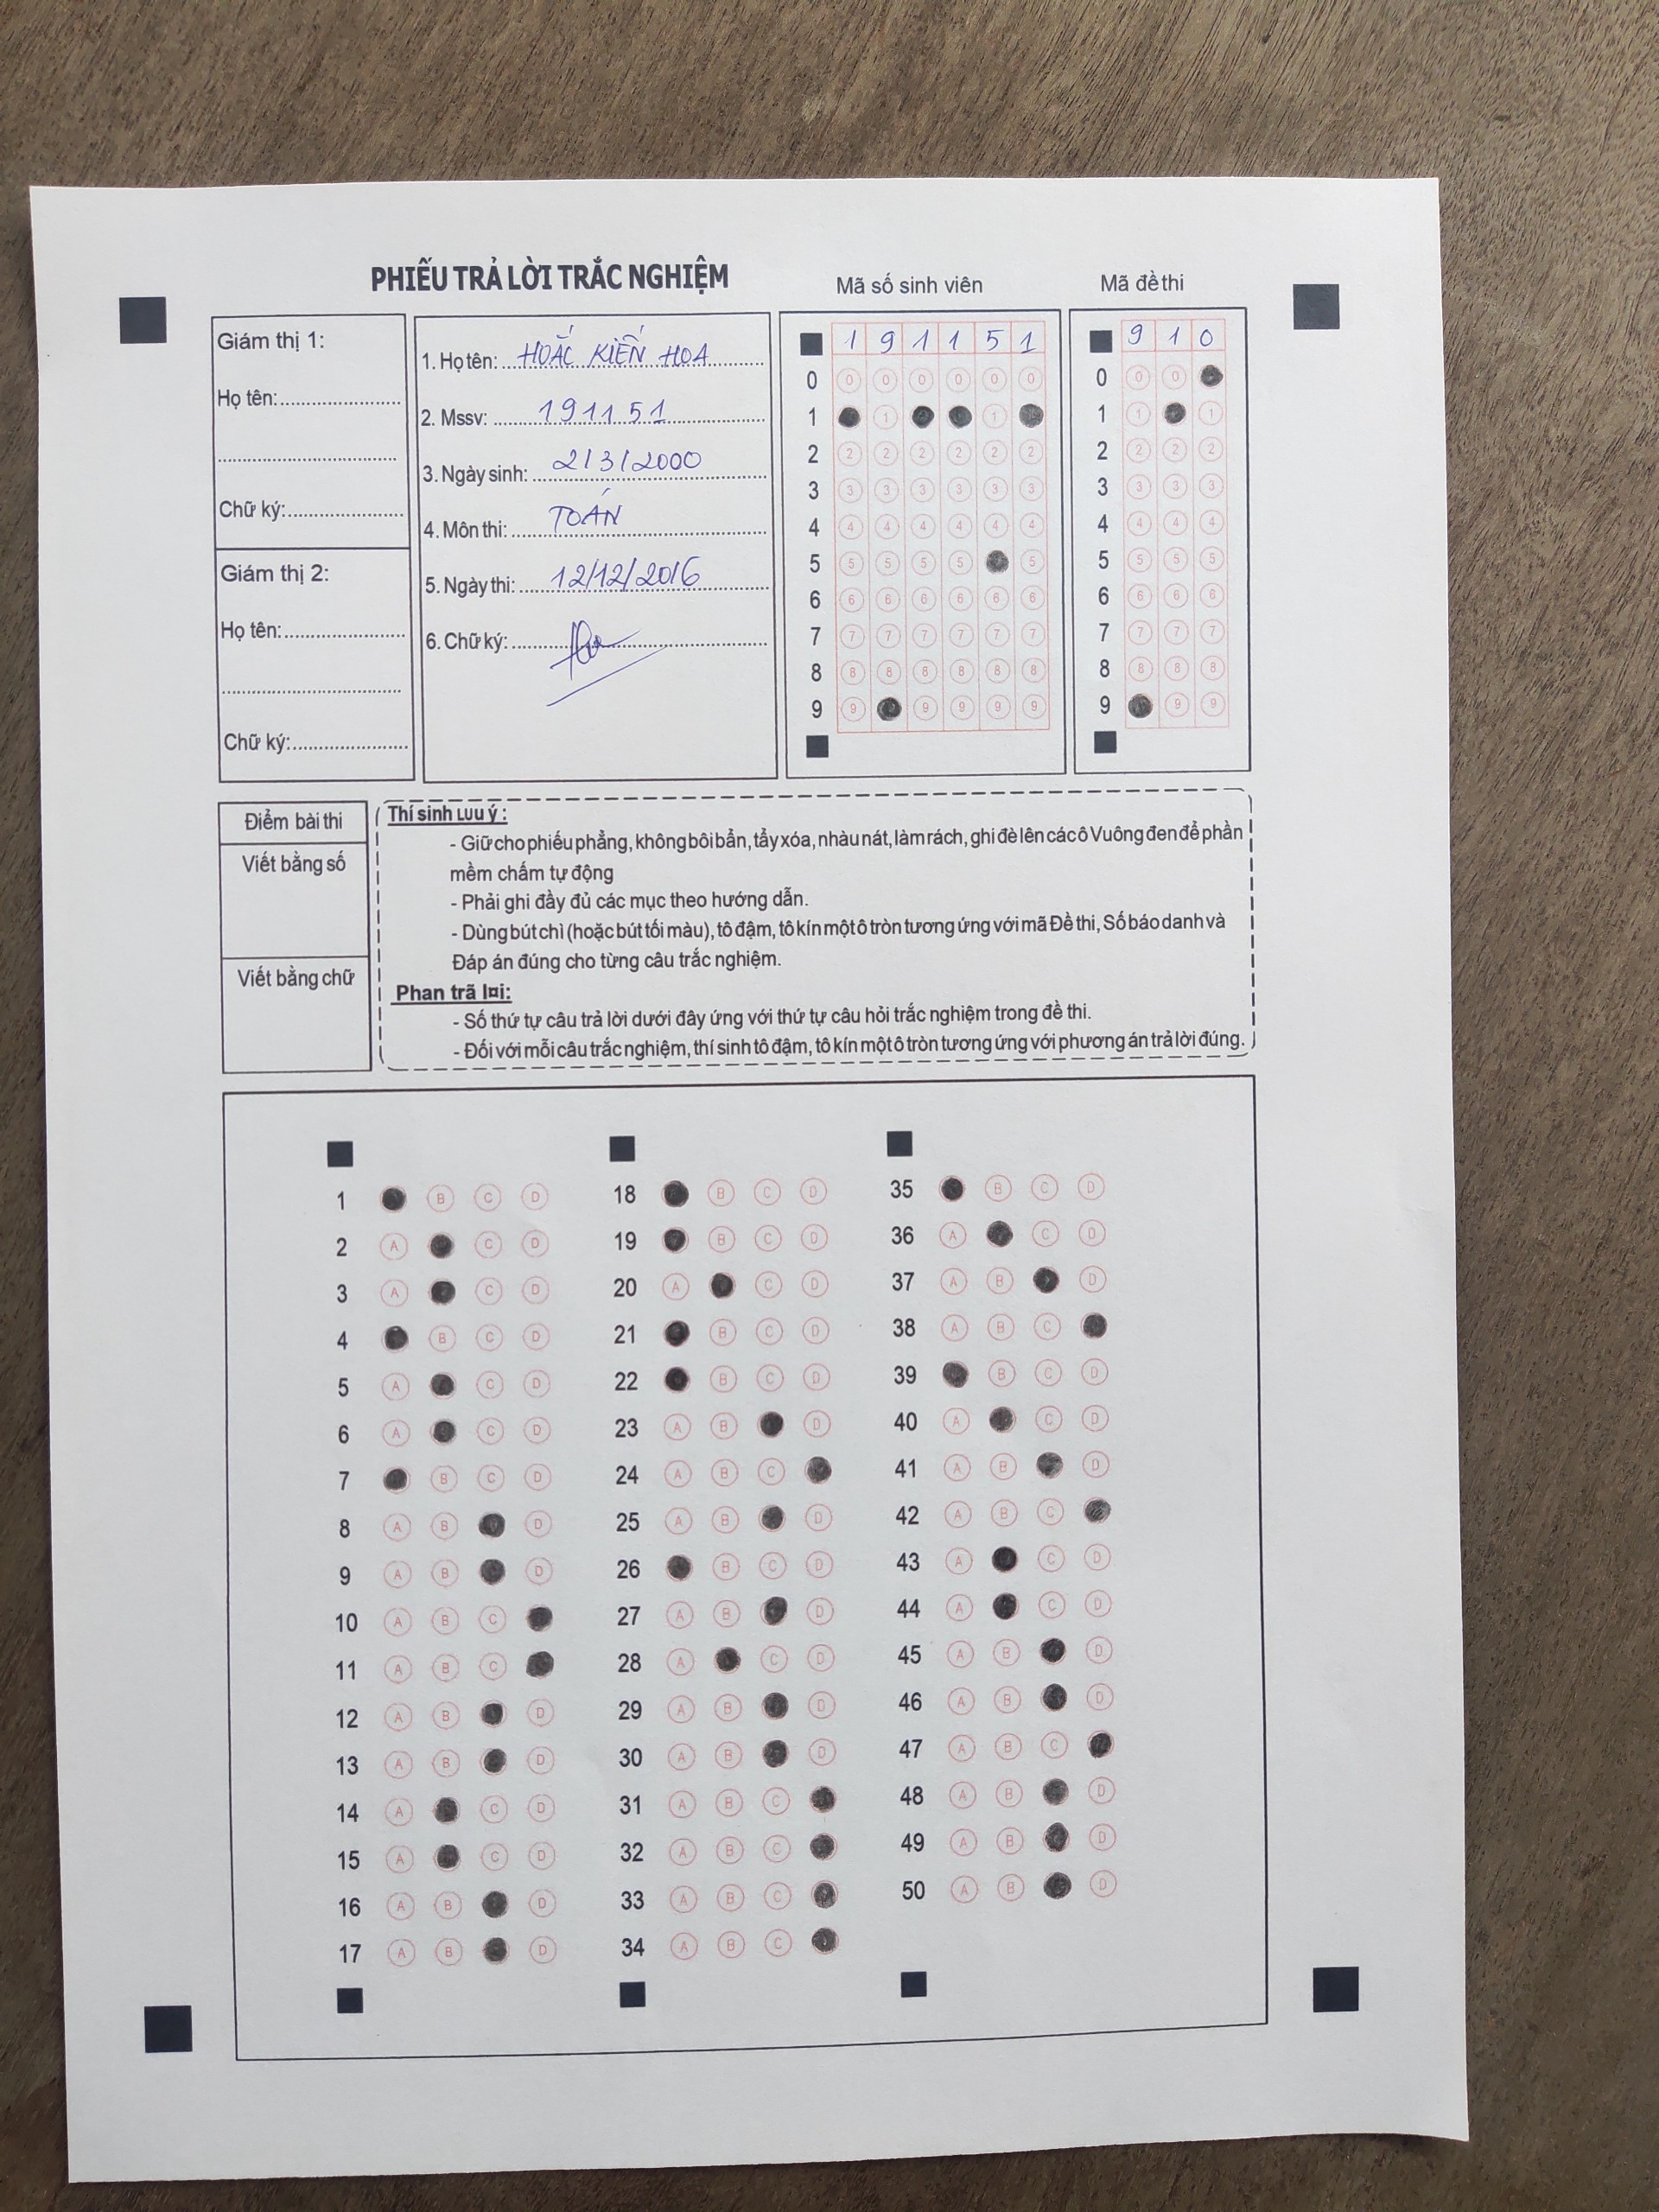 PHIẾU TRẢ LỜI TRẮC NGHIỆM
Mã số sinh viên
Mã đề thi
Giám thị 1:
Họ tên:
Chữ ký:
Giám thị 2:
Họ tên:
Chữ ký:
1. Họ tên: HOẮC KIẾN HOA
2. Mssv: 191151
3. Ngày sinh: 2/3/2000
4. Môn thi: TOÁN
5. Ngày thi: 12/12/2016
6. Chữ ký:
1 9 1 1 5 1
0 0 0 0 0 0 0
1 1 1
2 2 2 2 2 2 2
3 3 3 3 3 3 3
4 4 4 4 4 4 4
5 5 5 5 5 5
6 6 6 6 6 6 6
7 7 7 7 7 7 7
8 8 8 8 8 8 8
9 9 9 9 9 9
9 1 0
0 0 0
1 1 1
2 2 2 2
3 3 3 3
4 4 4 4
5 5 5 5
6 6 6 6
7 7 7 7
8 8 8 8
9 9 9
Điểm bài thi
Viết bằng số
Viết bằng chữ
Thí sinh LƯU ý :
- Giữ cho phiếu phẳng, không bôi bẩn, tẩy xóa, nhàu nát, làm rách, ghi đè lên các ô Vuông đen để phần
mềm chấm tự động
- Phải ghi đầy đủ các mục theo hướng dẫn.
- Dùng bút chì (hoặc bút tối màu), tô đậm, tô kín một ô tròn tương ứng với mã Đề thi, Số báo danh và
Đáp án đúng cho từng câu trắc nghiệm.
Phan trã l¤i:
- Số thứ tự câu trả lời dưới đây ứng với thứ tự câu hỏi trắc nghiệm trong đề thi.
- Đối với mỗi câu trắc nghiệm, thí sinh tô đậm, tô kín một ô tròn tương ứng với phương án trả lời đúng.
1 B C D
2 A C D
3 A C D
4 B C D
5 A C D
6 A C D
7 B C D
8 A B D
9 A B D
10 A B C
11 A B C
12 A B D
13 A B D
14 A C D
15 A C D
16 A B D
17 A B D
18 B C D
19 B C D
20 A C D
21 B C D
22 B C D
23 A B D
24 A B C
25 A B D
26 B C D
27 A B D
28 A C D
29 A B D
30 A B D
31 A B C
32 A B C
33 A B C
34 A B C
35 B C D
36 A C D
37 A B D
38 A B C
39 B C D
40 A C D
41 A B D
42 A B C
43 A C D
44 A C D
45 A B D
46 A B D
47 A B C
48 A B D
49 A B D
50 A B D